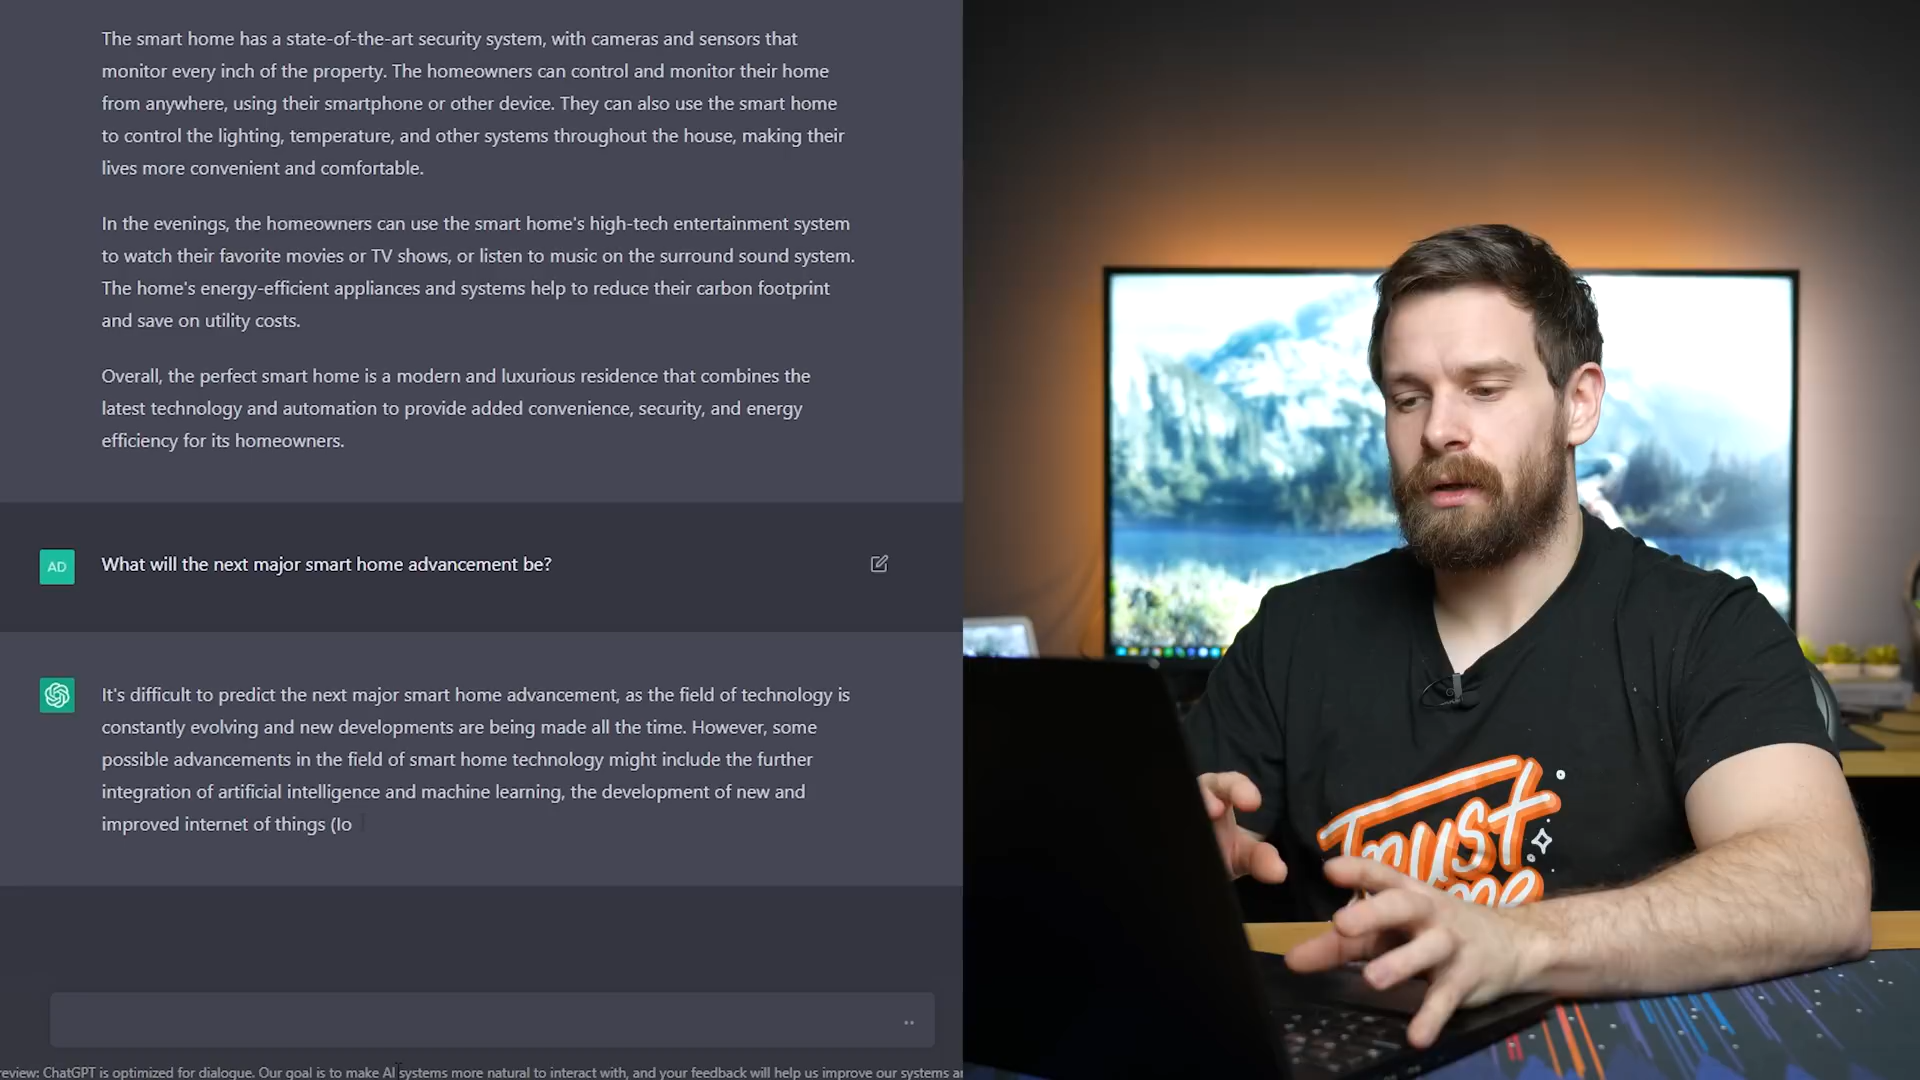 The smart home has a state-of-the-art security system, with cameras and sensors that
monitor every inch of the property. The homeowners can control and monitor their home
from anywhere, using their smartphone or other device. They can also use the smart home
to control the lighting, temperature, and other systems throughout the house, making their
lives more convenient and comfortable.
In the evenings, the homeowners can use the smart home's high-tech entertainment system
to watch their favorite movies or TV shows, or listen to music on the surround sound system.
The home's energy-efficient appliances and systems help to reduce their carbon footprint
and save on utility costs.
Overall, the perfect smart home is a modern and luxurious residence that combines the
latest technology and automation to provide added convenience, security, and energy
efficiency for its homeowners.
AD
What will the next major smart home advancement be?
It's difficult to predict the next major smart home advancement, as the field of technology is
constantly evolving and new developments are being made all the time. However, some
possible advancements in the field of smart home technology might include the further
integration of artificial intelligence and machine learning, the development of new and
improved internet of things (Io
review: ChatGPT is optimized for dialogue. Our goal is to make AI systems more natural to interact with, and your feedback will help us improve our systems a
Trust